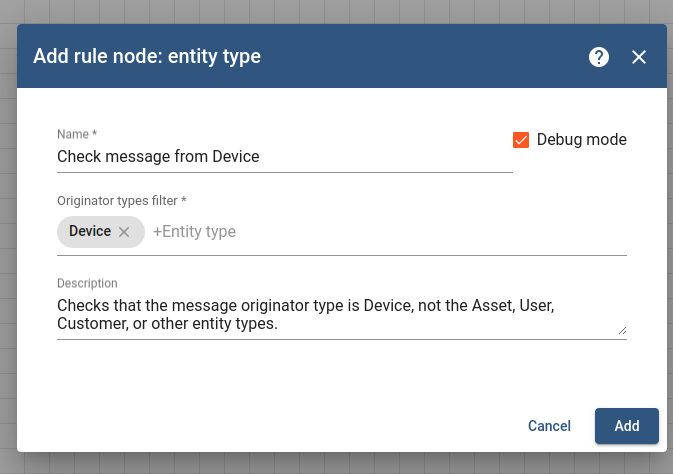 Add rule node: entity type
Name *
Check message from Device
Debug mode
Originator types filter *
Device
+Entity type
Description
Checks that the message originator type is Device, not the Asset, User,
Customer, or other entity types.
Cancel
Add